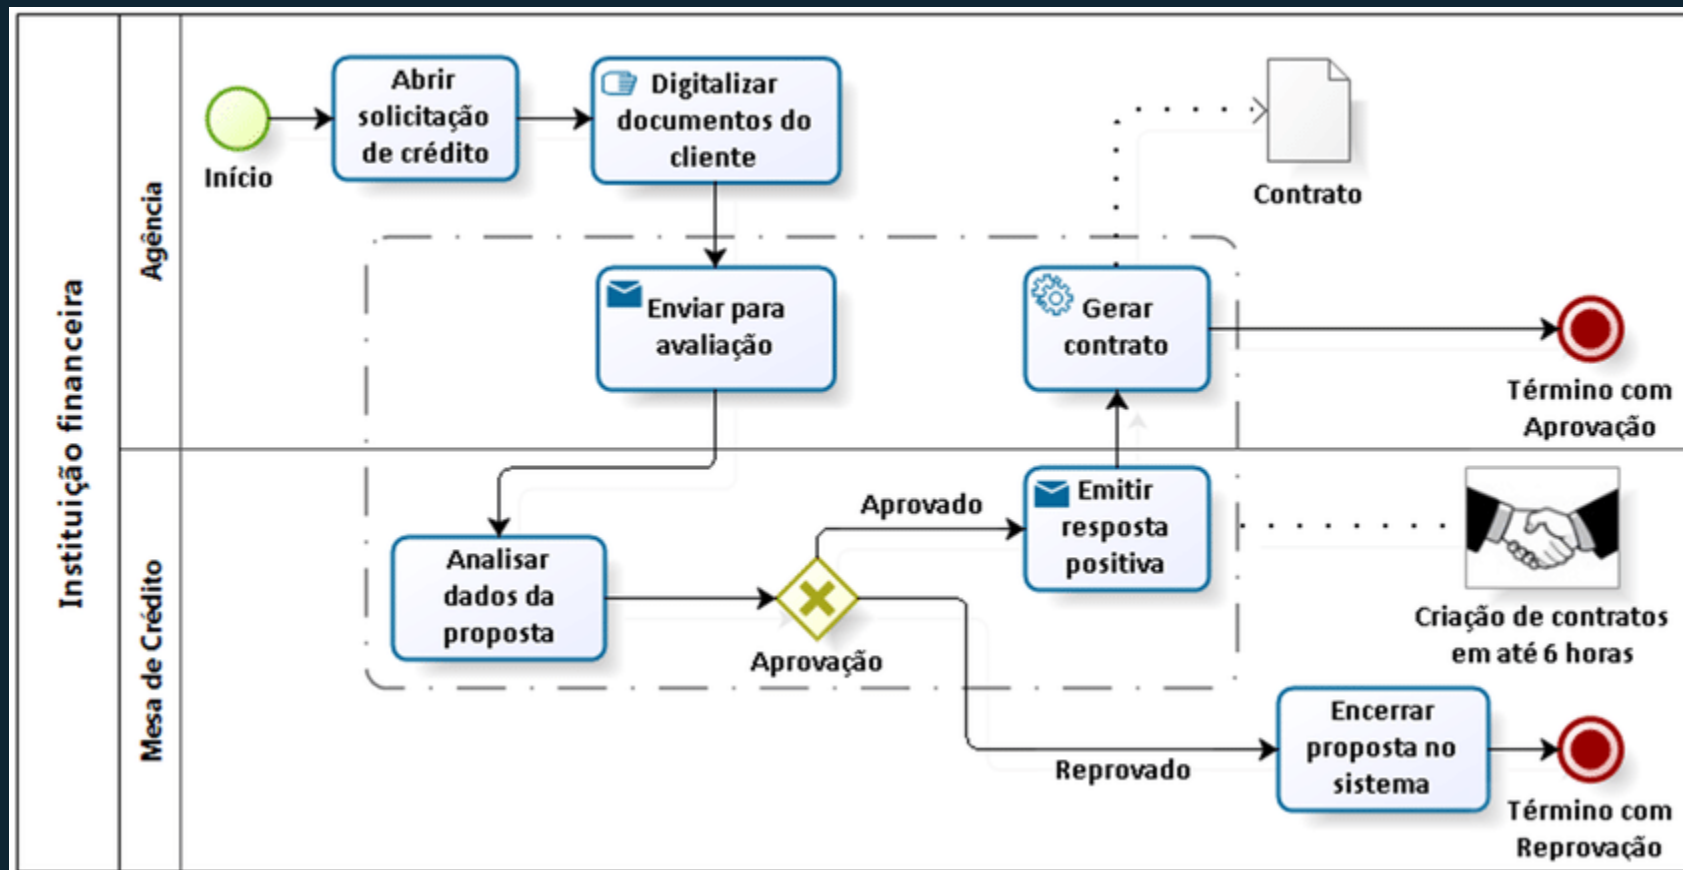 Instituição financeira
Agência
Mesa de Crédito
Início
Abrir
solicitação
de crédito
Digitalizar
documentos do
cliente
Contrato
Enviar para
avaliação
Gerar
contrato
Término com
Aprovação
Analisar
dados da
proposta
Aprovação
Aprovado
Emitir
resposta
positiva
Criação de contratos
em até 6 horas
Reprovado
Encerrar
proposta no
sistema
Término com
Reprovação